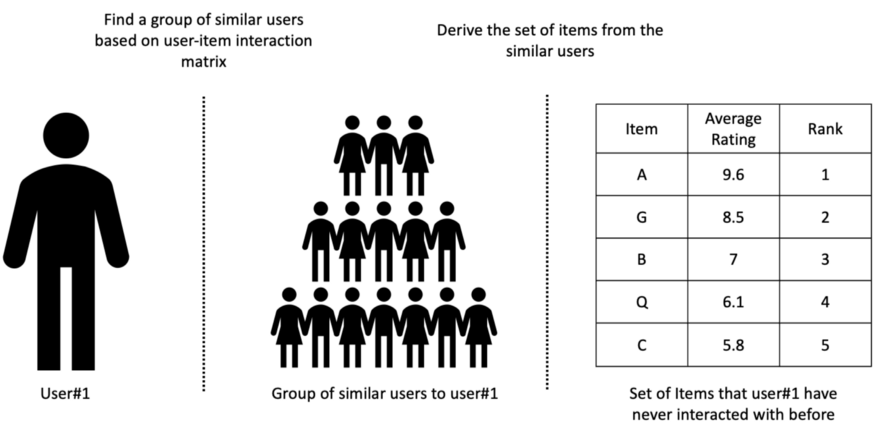 Find a group of similar users
based on user-item interaction
matrix
Derive the set of items from the
similar users
Item Average Rating Rank
A 9.6 1
G 8.5 2
B 7 3
Q 6.1 4
C 5.8 5
User#1
Group of similar users to user#1
Set of Items that user#1 have
never interacted with before